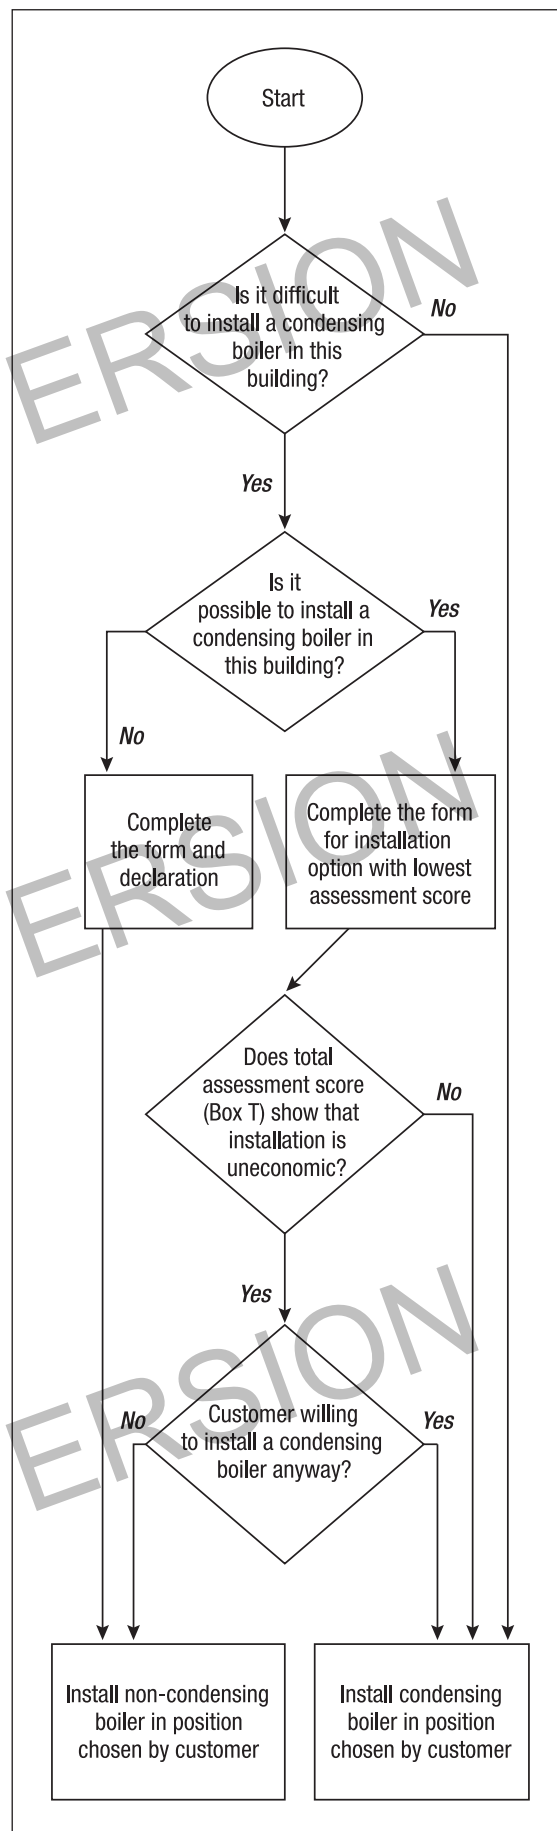 Start
Is it difficult
to install a condensing
boiler in this
building?
No
Yes
Is it
possible to install a
condensing boiler in
this building?
Yes
No
Complete
the form and
declaration
Complete the form
for installation
option with lowest
assessment score
Does total
assessment score
(Box T) show that
installation is
uneconomic?
No
Yes
Customer willing
to install a condensing
boiler anyway?
No
Yes
Install non-condensing
boiler in position
chosen by customer
Install condensing
boiler in position
chosen by customer
ERSION
ERSION
ERSION